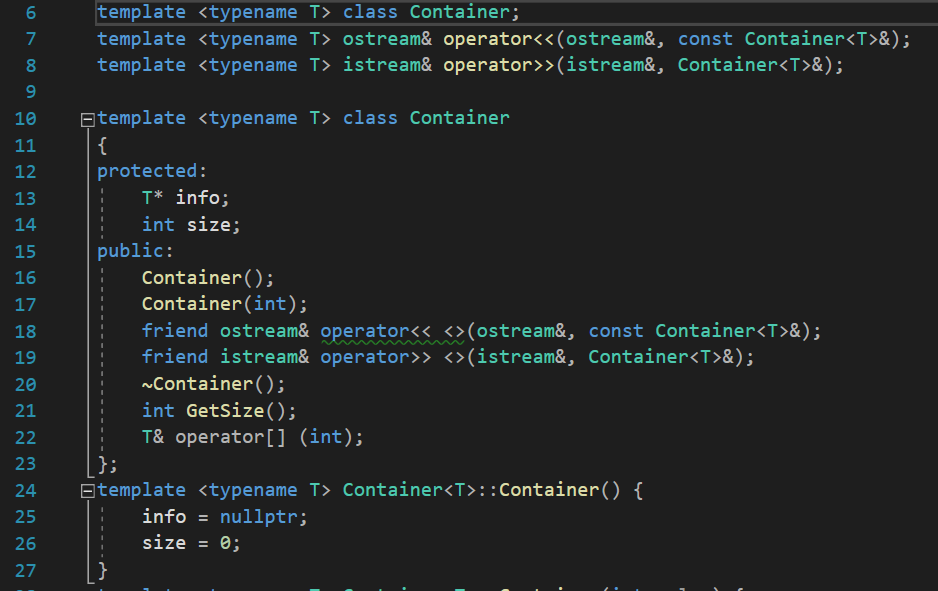 6 template <typename T> class Container;
7 template <typename T> ostream& operator<<(ostream&, const Container<T>&);
8 template <typename T> istream& operator>>(istream&, Container<T>&);
9
10 template <typename T> class Container
11 {
12 protected:
13 T* info;
14 int size;
15 public:
16 Container();
17 Container(int);
18 friend ostream& operator<< <>(ostream&, const Container<T>&);
19 friend istream& operator>> <>(istream&, Container<T>&);
20 ~Container();
21 int GetSize();
22 T& operator[] (int);
23 };
24 template <typename T> Container<T>::Container() {
25 info = nullptr;
26 size = 0;
27 }